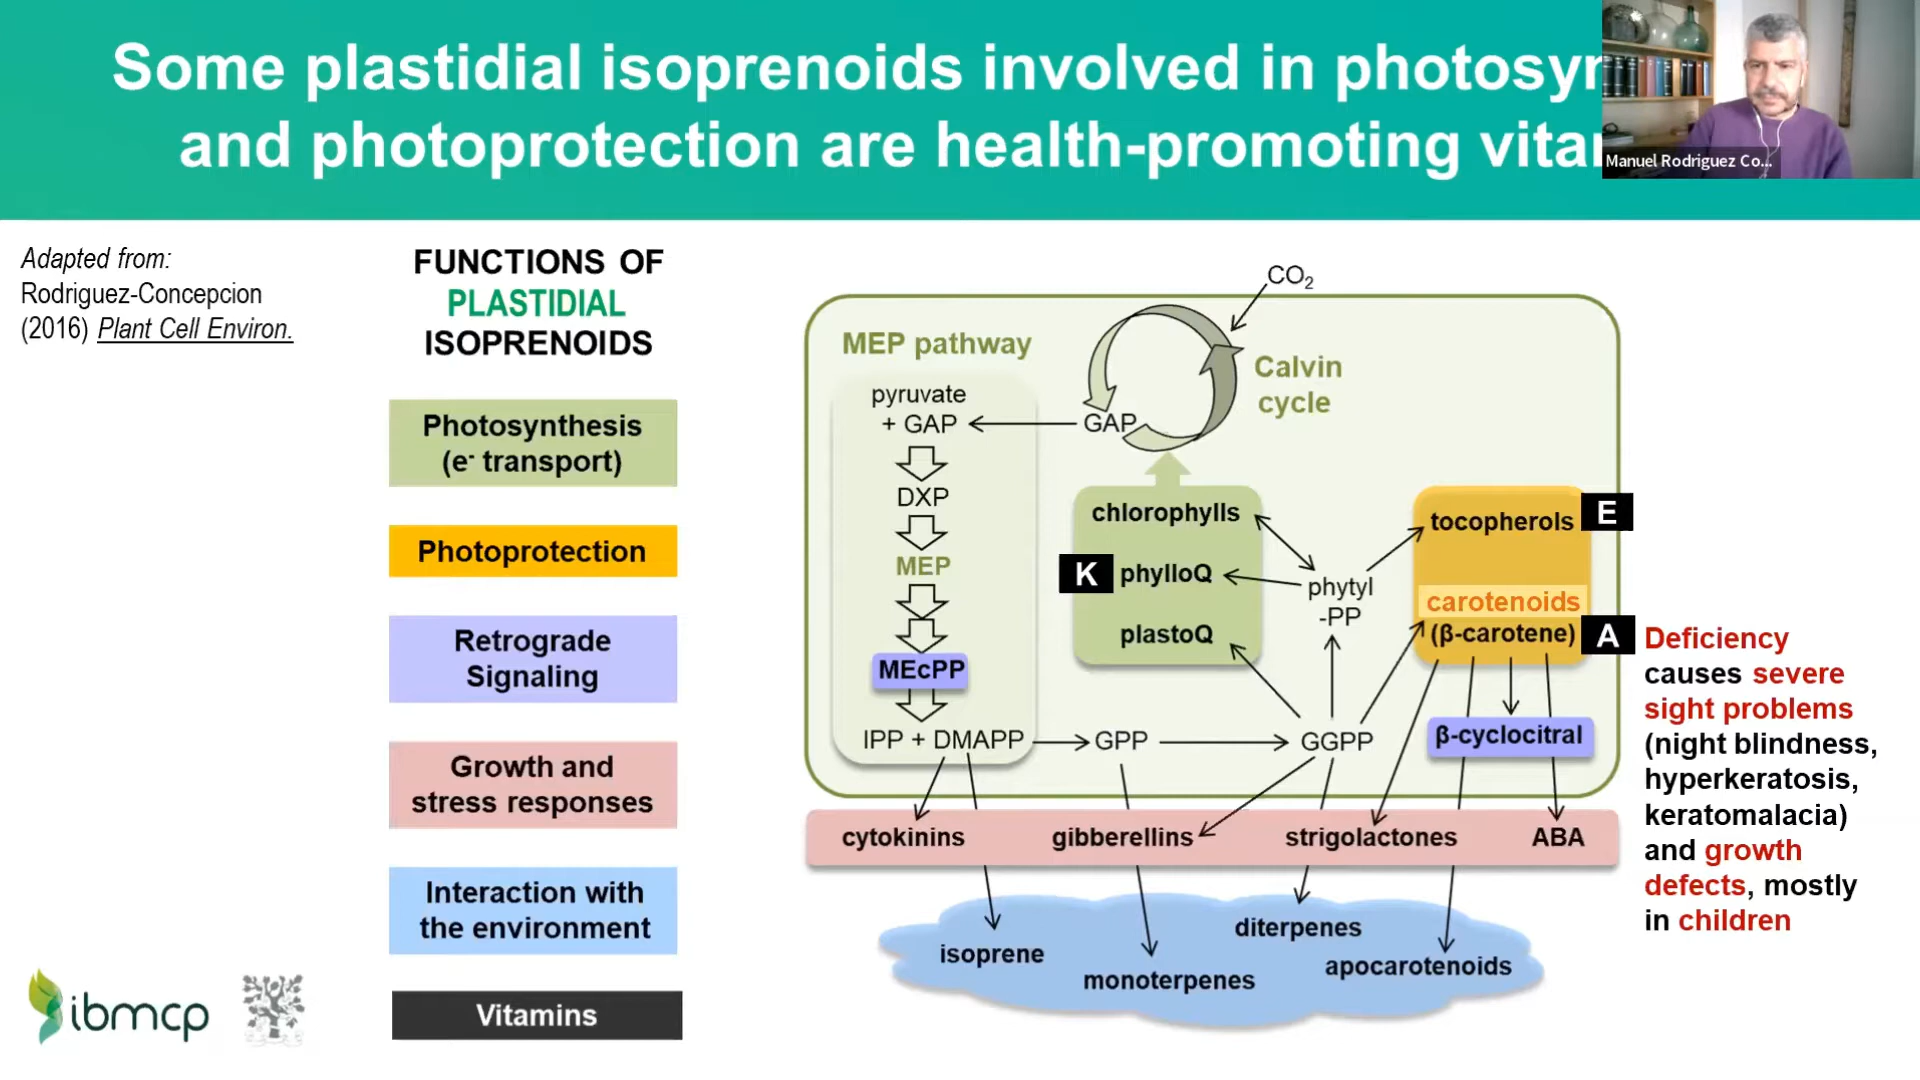 Some plastidial isoprenoids involved in photosyn
and photoprotection are health-promoting vita
Manuel Rodriguez Co...
Adapted from:
Rodriguez-Concepcion
(2016) Plant Cell Environ.
FUNCTIONS OF
PLASTIDIAL
ISOPRENOIDS
Photosynthesis
(e- transport)
Photoprotection
Retrograde
Signaling
Growth and
stress responses
Interaction with
the environment
Vitamins
ibmcp
CO2
MEP pathway
Calvin
cycle
pyruvate
+ GAP
GAP
DXP
MEP
MEcPP
IPP + DMAPP
GPP
GGPP
chlorophylls
K phylloQ
plastoQ
phytyl
-PP
tocopherols E
carotenoids
(β-carotene) A
β-cyclocitral
cytokinins
gibberellins
strigolactones
ABA
isoprene
monoterpenes
diterpenes
apocarotenoids
Deficiency
causes severe
sight problems
(night blindness,
hyperkeratosis,
keratomalacia)
and growth
defects, mostly
in children